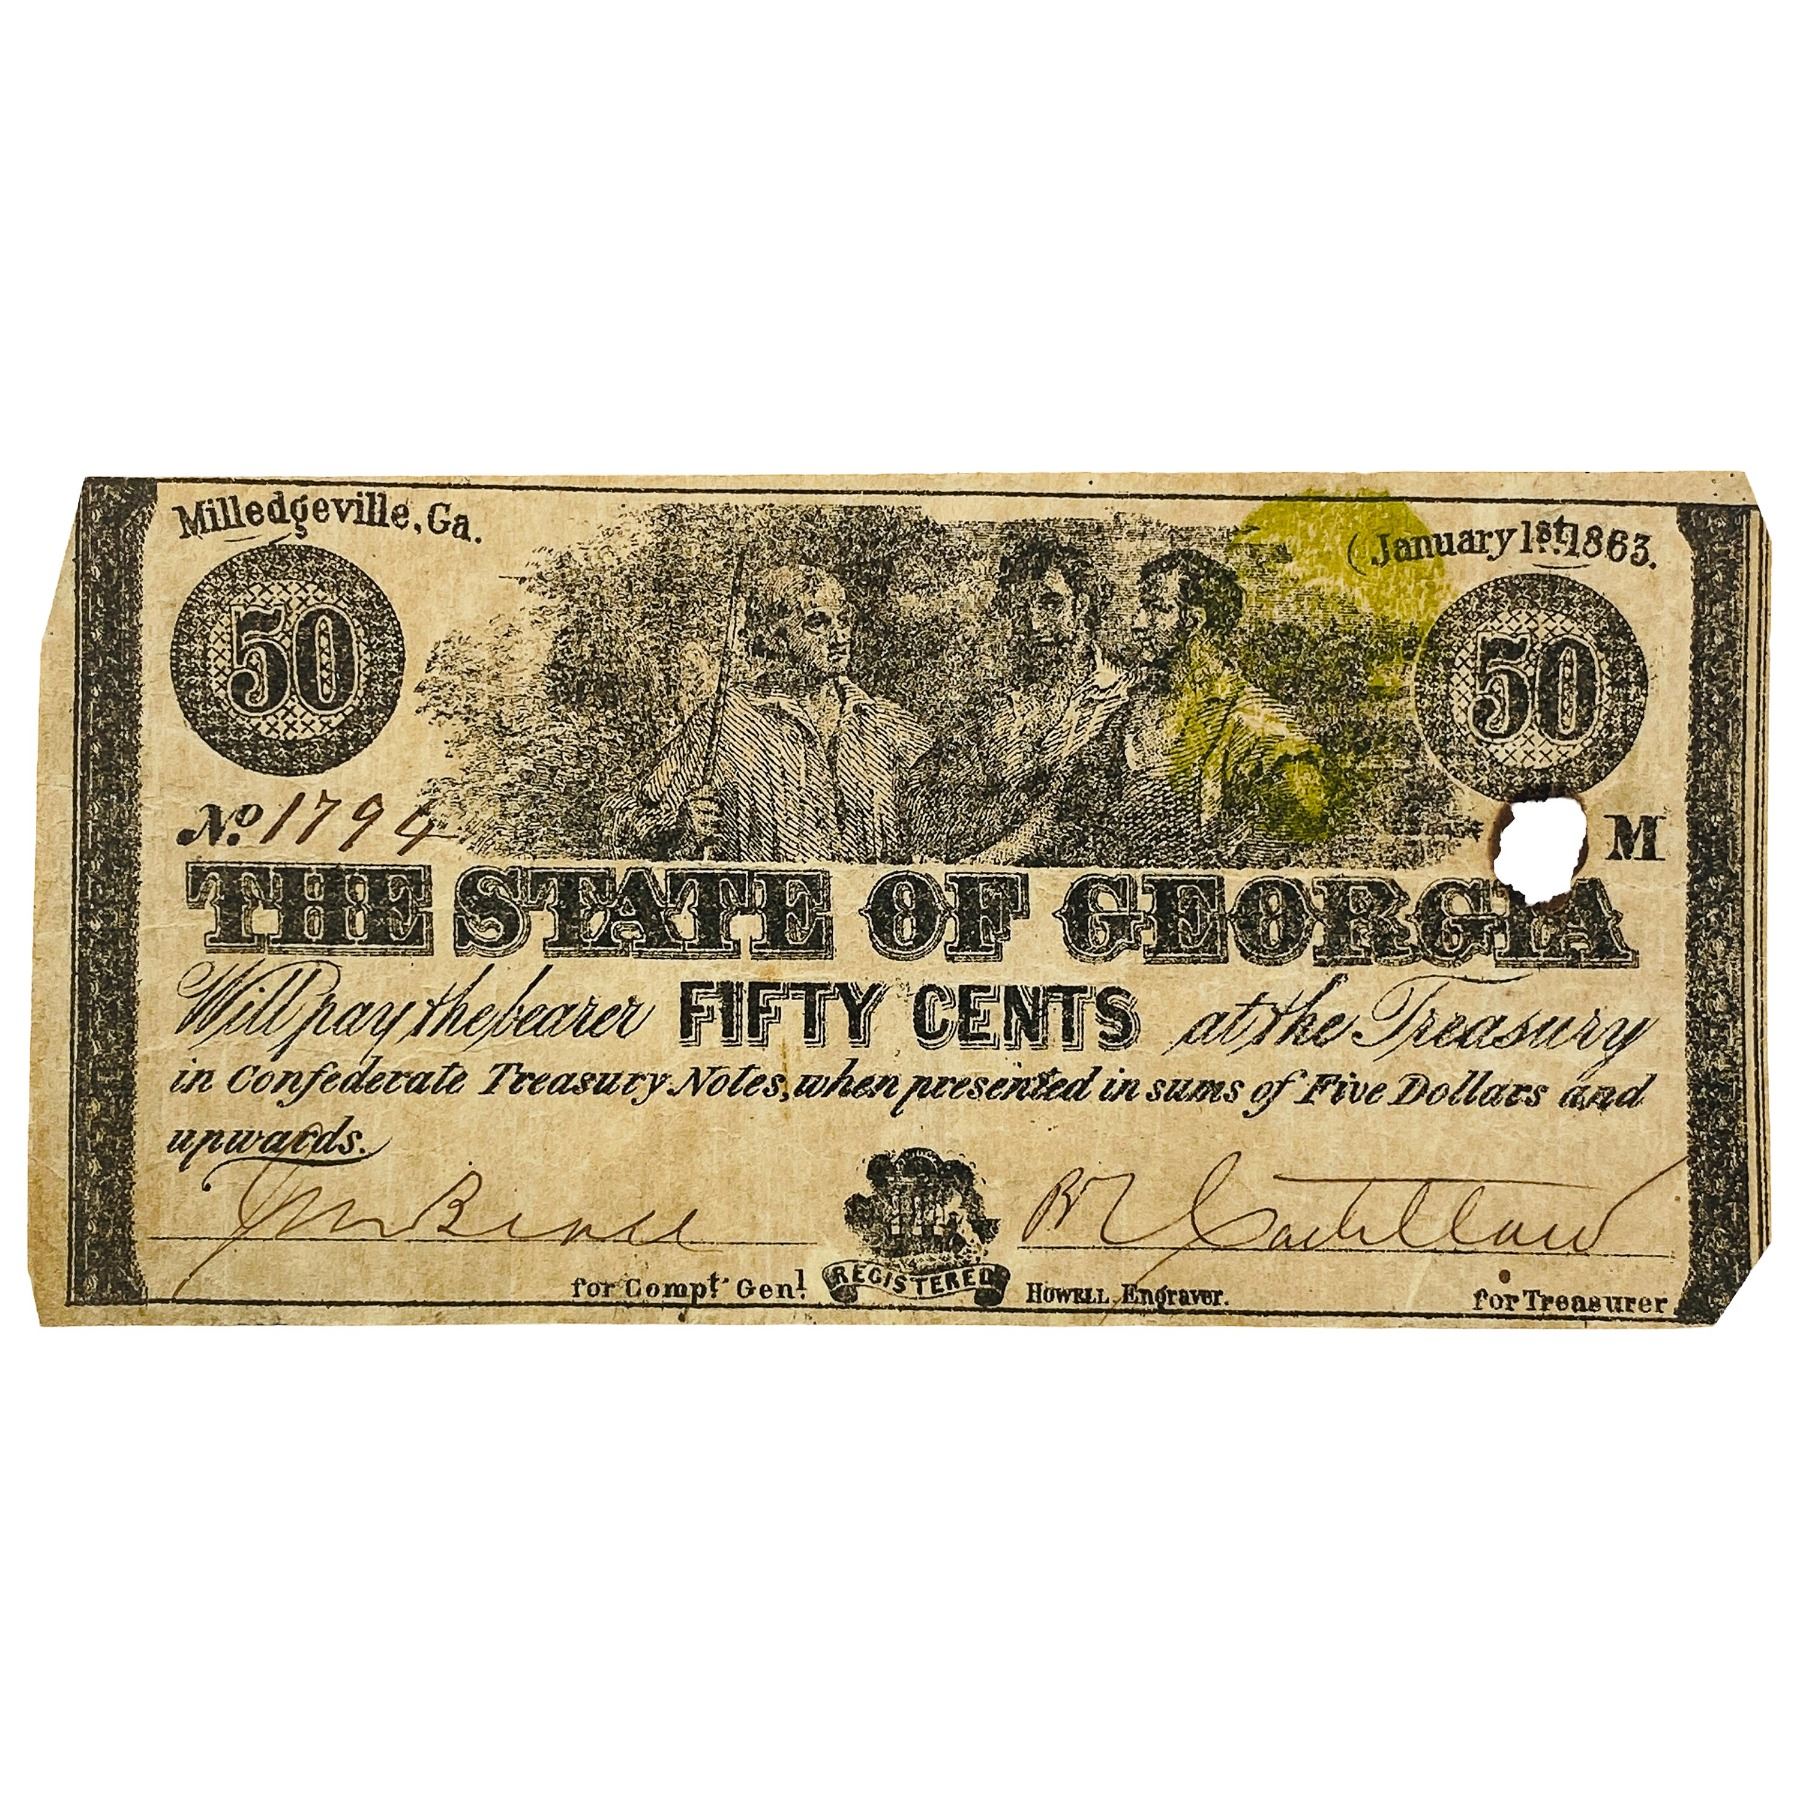 Milledgeville, Ga.
January 1st. 1863.
50
50
No. 1794
M
THE STATE OF GEORGIA
Will pay the bearer FIFTY CENTS at the Treasury
in Confederate Treasury Notes, when presented in sums of Five Dollars and
upwards.
for Compt. Genl.
REGISTERED
HOWELL, Engraver.
for Treasurer